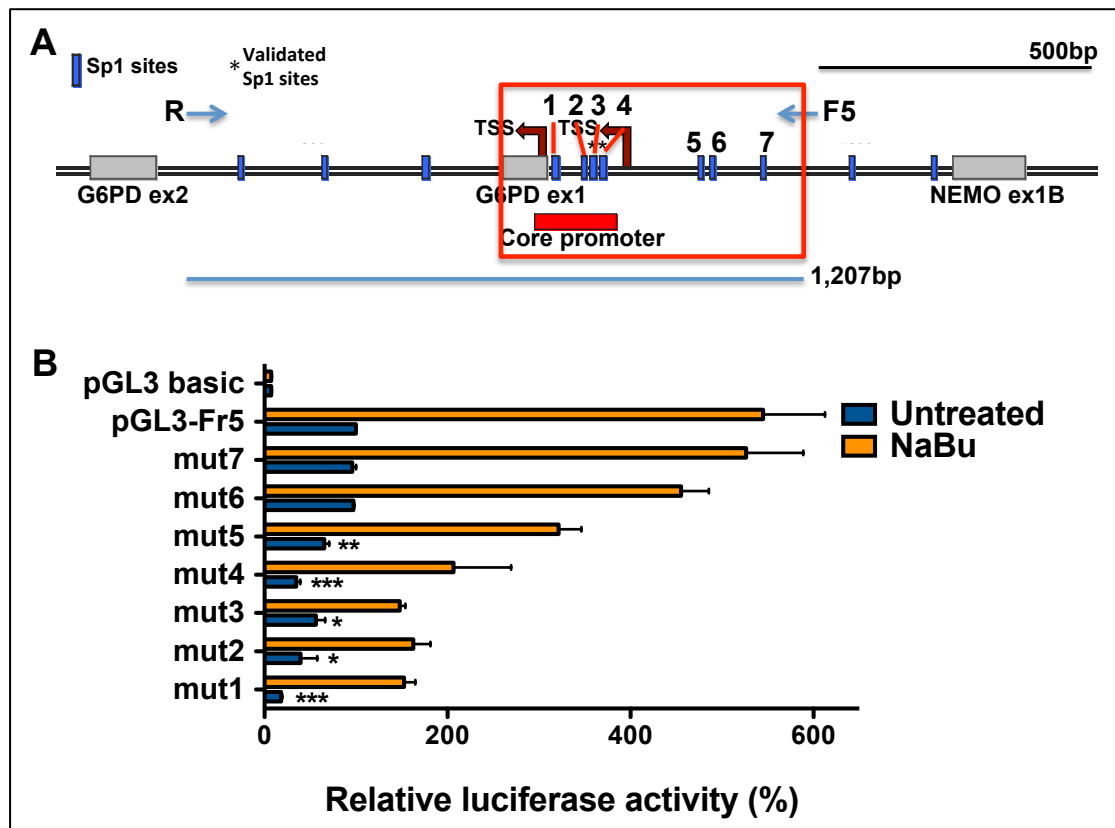 A
Sp1 sites
* Validated
Sp1 sites
500bp
R
F5
1 2 3 4
TSS
TSS
**
5 6 7
G6PD ex2
G6PD ex1
NEMO ex1B
Core promoter
1,207bp
B
pGL3 basic
pGL3-Fr5
mut7
mut6
mut5
**
mut4
***
mut3
*
mut2
*
mut1
***
Untreated
NaBu
0 200 400 600
Relative luciferase activity (%)